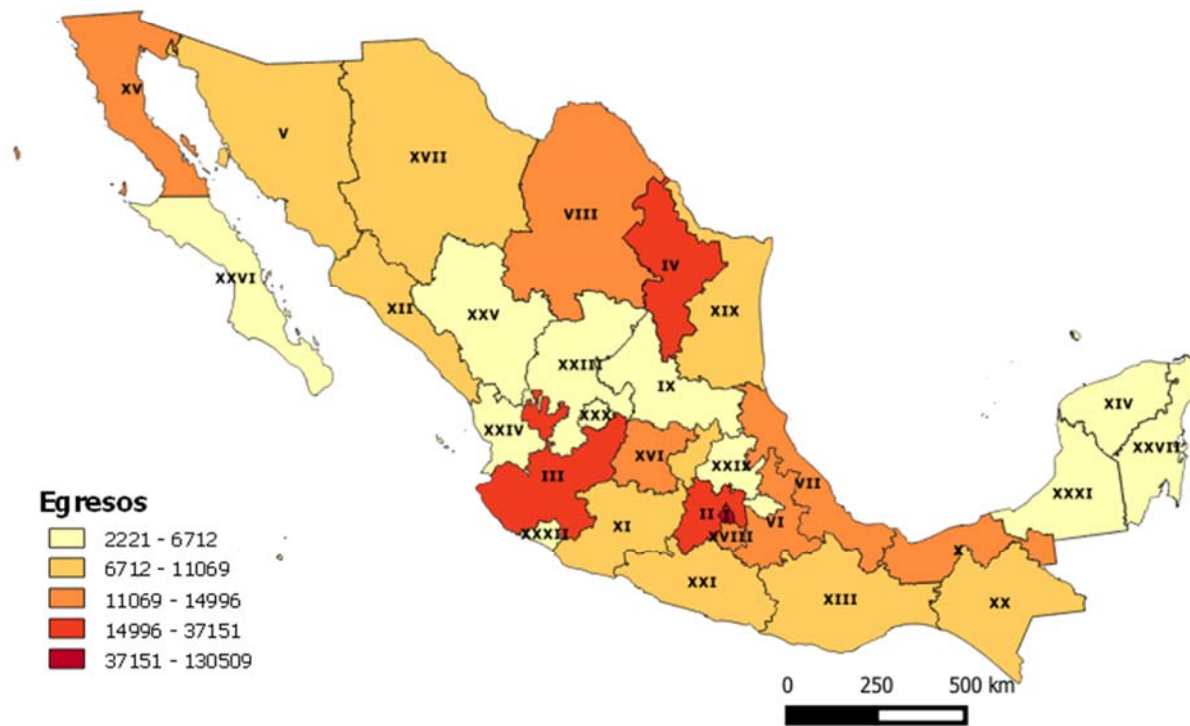 XV
V
XVII
VIII
IV
XXVI
XII
XXV
XIX
XXIII
IX
XXX
XXIV
XIV
XXVII
XVI
XXIX
III
VII
XXXI
II
I
VI
XI
XXXII
XVIII
X
XXI
XIII
XX
Egresos
2221 - 6712
6712 - 11069
11069 - 14996
14996 - 37151
37151 - 130509
0 250 500 km